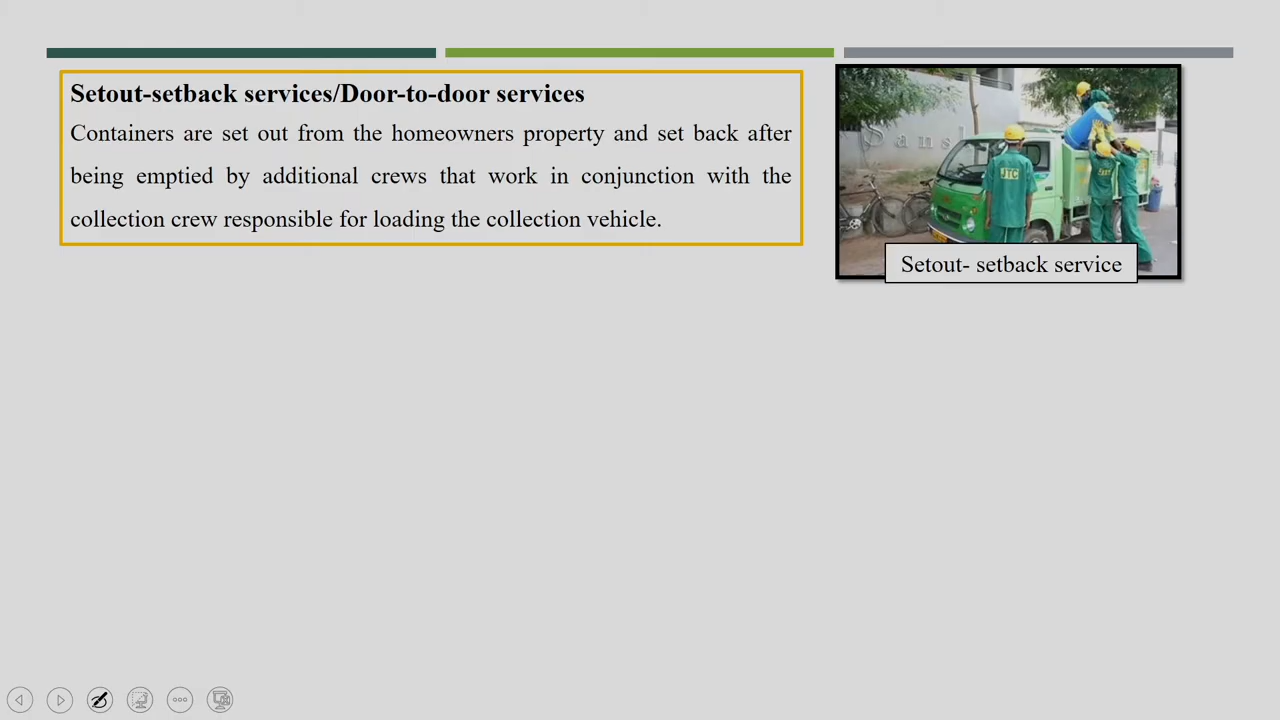 Setout-setback services/Door-to-door services
Containers are set out from the homeowners property and set back after
being emptied by additional crews that work in conjunction with the
collection crew responsible for loading the collection vehicle.
Sansk
JTC
Setout- setback service